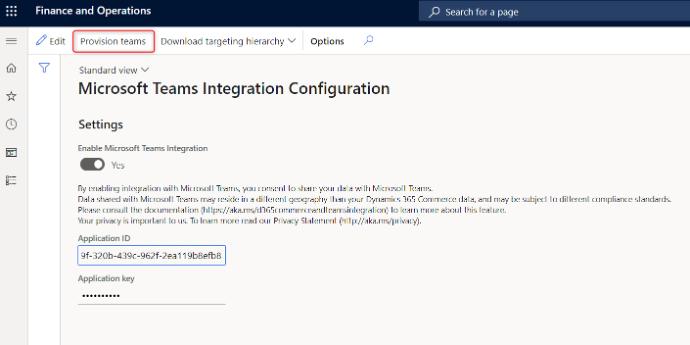 Finance and Operations
Search for a page
Edit Provision teams Download targeting hierarchy Options
Standard view
Microsoft Teams Integration Configuration
Settings
Enable Microsoft Teams Integration
Yes
By enabling integration with Microsoft Teams, you consent to share your data with Microsoft Teams.
Data shared with Microsoft Teams may reside in a different geography than your Dynamics 365 Commerce data, and may be subject to different compliance standards.
Please consult the documentation (https://aka.ms/d365commerceandteamsintegration) to learn more about this feature.
Your privacy is important to us. To learn more read our Privacy Statement (http://aka.ms/privacy).
Application ID
9f-320b-439c-962f-2ea119b8efb8
Application key
••••••••••